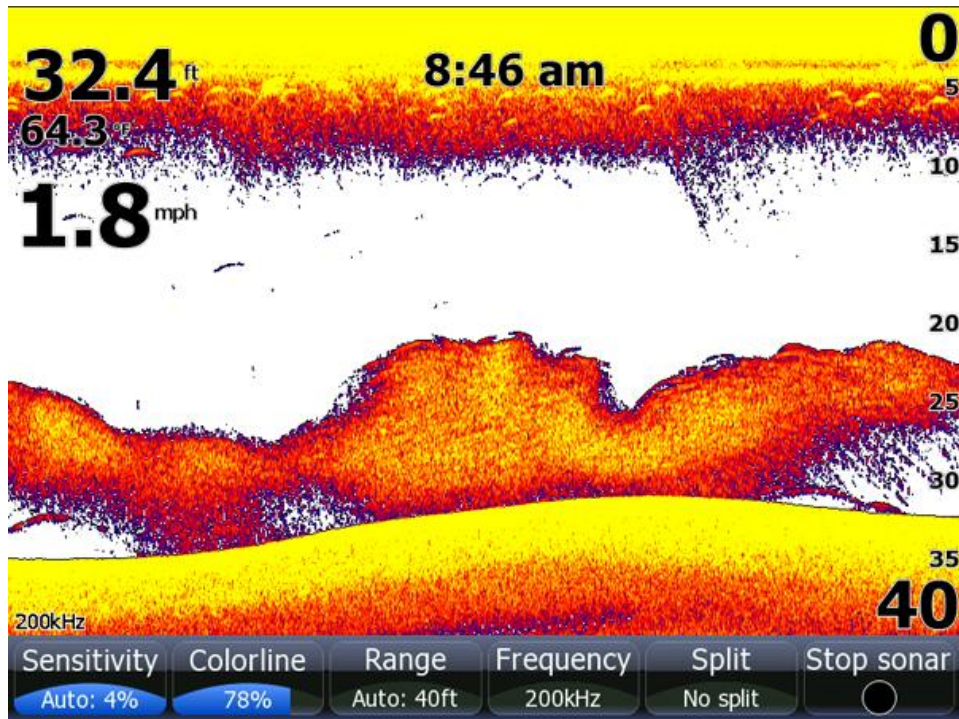 32.4 ft
8:46 am
0
5
64.3 °F
10
1.8 mph
15
20
25
30
35
40
200kHz
Sensitivity
Auto: 4%
Colorline
78%
Range
Auto: 40ft
Frequency
200kHz
Split
No split
Stop sonar